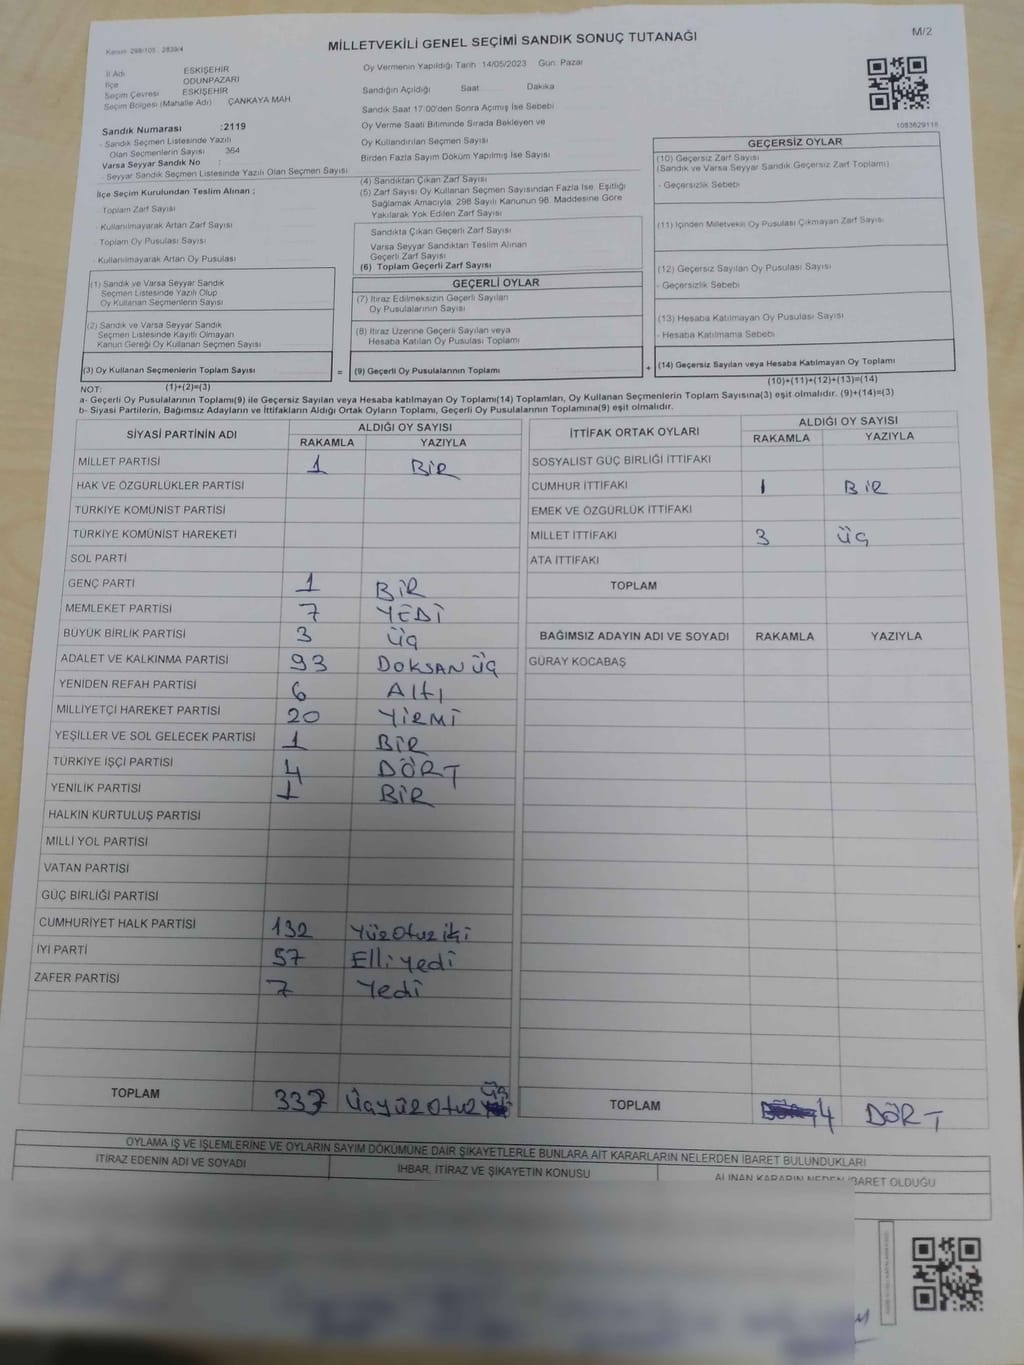 Kanun: 298/105 : 2839/4
MİLLETVEKİLİ GENEL SEÇİMİ SANDIK SONUÇ TUTANAĞI
M/2
İl Adı ESKİŞEHİR
İlçe ODUNPAZARI
Seçim Çevresi ESKİŞEHİR
Seçim Bölgesi (Mahalle Adı) ÇANKAYA MAH
Sandık Numarası :2119
- Sandık Seçmen Listesinde Yazılı
Olan Seçmenlerin Sayısı 364
Varsa Seyyar Sandık No :
- Seyyar Sandık Seçmen Listesinde Yazılı Olan Seçmen Sayısı
İlçe Seçim Kurulundan Teslim Alınan :
- Toplam Zarf Sayısı
- Kullanılmayarak Artan Zarf Sayısı
- Toplam Oy Pusulası Sayısı
- Kullanılmayarak Artan Oy Pusulası
Oy Vermenin Yapıldığı Tarih 14/05/2023 Gün: Pazar
Sandığın Açıldığı Saat Dakika
Sandık Saat 17:00'den Sonra Açımış İse Sebebi
Oy Verme Saati Bitiminde Sırada Bekleyen ve
Oy Kullandırılan Seçmen Sayısı
Birden Fazla Sayım Döküm Yapılmış İse Sayısı
(4) Sandıktan Çıkan Zarf Sayısı
(5) Zarf Sayısı Oy Kullanan Seçmen Sayısından Fazla İse, Eşitliği
Sağlamak Amacıyla, 298 Sayılı Kanunun 98. Maddesine Göre
Yakılarak Yok Edilen Zarf Sayısı
Sandıkta Çıkan Geçerli Zarf Sayısı
Varsa Seyyar Sandıktan Teslim Alınan
Geçerli Zarf Sayısı
(6) Toplam Geçerli Zarf Sayısı
1053629118
GEÇERSİZ OYLAR
(10) Geçersiz Zarf Sayısı
(Sandık ve Varsa Seyyar Sandık Geçersiz Zarf Toplamı)
- Geçersizlik Sebebi
(11) İçinden Milletvekili Oy Pusulası Çıkmayan Zarf Sayısı
(12) Geçersiz Sayılan Oy Pusulası Sayısı
- Geçersizlik Sebebi
(13) Hesaba Katılmayan Oy Pusulası Sayısı
- Hesaba Katılmama Sebebi
(14) Geçersiz Sayılan veya Hesaba Katılmayan Oy Toplamı
(1) Sandık ve Varsa Seyyar Sandık
Seçmen Listesinde Yazılı Olup
Oy Kullanan Seçmenlerin Sayısı
(2) Sandık ve Varsa Seyyar Sandık
Seçmen Listesinde Kayıtlı Olmayan
Kanun Gereği Oy Kullanan Seçmen Sayısı
(3) Oy Kullanan Seçmenlerin Toplam Sayısı
=
GEÇERLİ OYLAR
(7) İtiraz Edilmeksizin Geçerli Sayılan
Oy Pusulalarının Sayısı
(8) İtiraz Üzerine Geçerli Sayılan veya
Hesaba Katılan Oy Pusulası Toplamı
(9) Geçerli Oy Pusulalarının Toplamı
+
NOT: (1)+(2)=(3) (10)+(11)+(12)+(13)=(14)
a- Geçerli Oy Pusulalarının Toplamı(9) ile Geçersiz Sayılan veya Hesaba katılmayan Oy Toplamı(14) Toplamları, Oy Kullanan Seçmenlerin Toplam Sayısına(3) eşit olmalıdır. (9)+(14)=(3)
b- Siyasi Partilerin, Bağımsız Adayların ve İttifakların Aldığı Ortak Oyların Toplamı, Geçerli Oy Pusulalarının Toplamına(9) eşit olmalıdır.
SİYASİ PARTİNİN ADI ALDIĞI OY SAYISI
RAKAMLA YAZIYLA
MİLLET PARTİSİ 1 BİR
HAK VE ÖZGÜRLÜKLER PARTİSİ
TÜRKİYE KOMÜNİST PARTİSİ
TÜRKİYE KOMÜNİST HAREKETİ
SOL PARTİ
GENÇ PARTİ 1 BİR
MEMLEKET PARTİSİ 7 YEDİ
BÜYÜK BİRLİK PARTİSİ 3 ÜÇ
ADALET VE KALKINMA PARTİSİ 93 DOKSAN ÜÇ
YENİDEN REFAH PARTİSİ 6 Altı
MİLLİYETÇİ HAREKET PARTİSİ 20 YİRMİ
YEŞİLLER VE SOL GELECEK PARTİSİ 1 BİR
TÜRKİYE İŞÇİ PARTİSİ 4 DÖRT
YENİLİK PARTİSİ 1 BİR
HALKIN KURTULUŞ PARTİSİ
MİLLİ YOL PARTİSİ
VATAN PARTİSİ
GÜÇ BİRLİĞİ PARTİSİ
CUMHURİYET HALK PARTİSİ 132 Yüzotuz iki
İYİ PARTİ 57 Elli yedi
ZAFER PARTİSİ 7 Yedi
TOPLAM 333 Üçyüz Otuz Üç
İTTİFAK ORTAK OYLARI ALDIĞI OY SAYISI
RAKAMLA YAZIYLA
SOSYALİST GÜÇ BİRLİĞİ İTTİFAKI
CUMHUR İTTİFAKI 1 BİR
EMEK VE ÖZGÜRLÜK İTTİFAKI
MİLLET İTTİFAKI 3 ÜÇ
ATA İTTİFAKI
TOPLAM
BAĞIMSIZ ADAYIN ADI VE SOYADI RAKAMLA YAZIYLA
GÜRAY KOCABAŞ
TOPLAM 4 DÖRT
OYLAMA İŞ VE İŞLEMLERİNE VE OYLARIN SAYIM DÖKÜMÜNE DAİR ŞİKAYETLERLE BUNLARA AİT KARARLARIN NELERDEN İBARET BULUNDUKLARI
İTİRAZ EDENİN ADI VE SOYADI İHBAR, İTİRAZ VE ŞİKAYETİN KONUSU ALINAN KARARIN NEDEN İBARET OLDUĞU